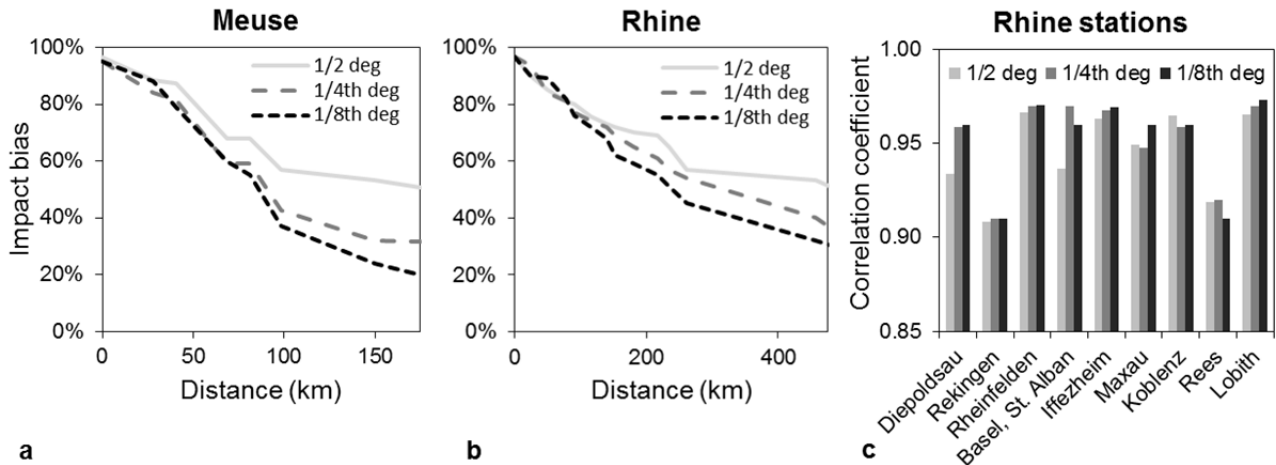 Meuse
100%
80%
60%
40%
20%
0%
Impact bias
1/2 deg
1/4th deg
1/8th deg
0
50
100
150
Distance (km)
a
Rhine
100%
80%
60%
40%
20%
0%
1/2 deg
1/4th deg
1/8th deg
0
200
400
Distance (km)
b
Rhine stations
1.00
0.95
0.90
0.85
Correlation coefficient
1/2 deg 1/4th deg 1/8th deg
Diepoldsau
Rekingen
Rheinfelden
Basel, St. Alban
Iffezheim
Maxau
Koblenz
Rees
Lobith
c